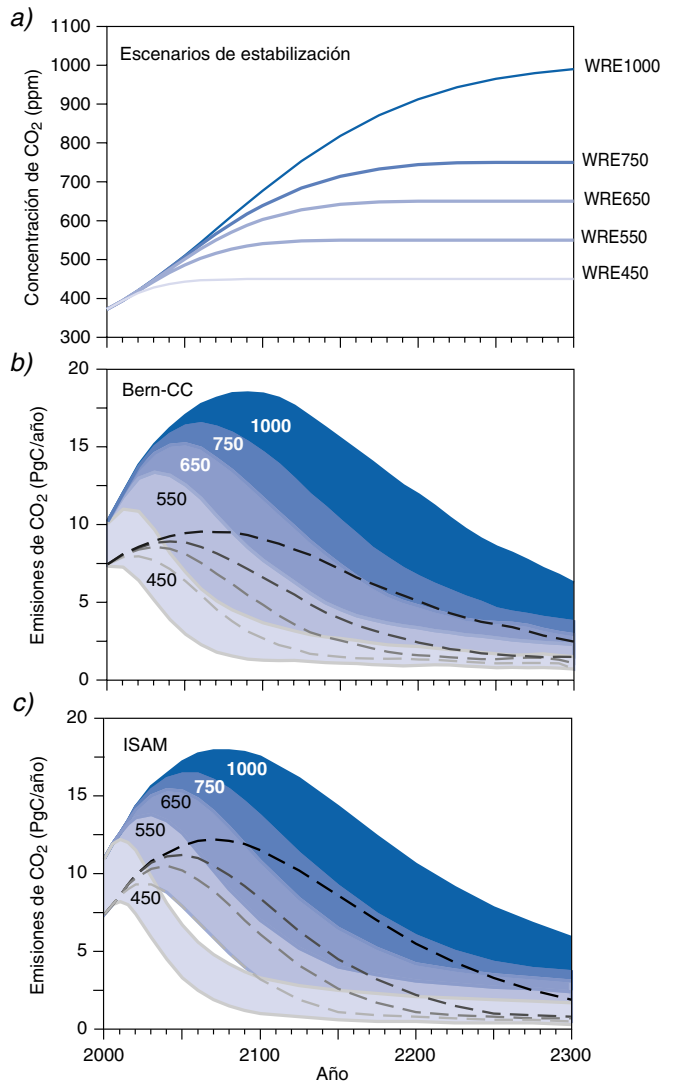 a)
Escenarios de estabilización
Concentración de CO2 (ppm)
1100
1000
900
800
700
600
500
400
300
WRE1000
WRE750
WRE650
WRE550
WRE450
b)
Bern-CC
Emisiones de CO2 (PgC/año)
20
15
10
5
0
1000
750
650
550
450
c)
ISAM
Emisiones de CO2 (PgC/año)
20
15
10
5
0
1000
750
650
550
450
2000
2100
2200
2300
Año